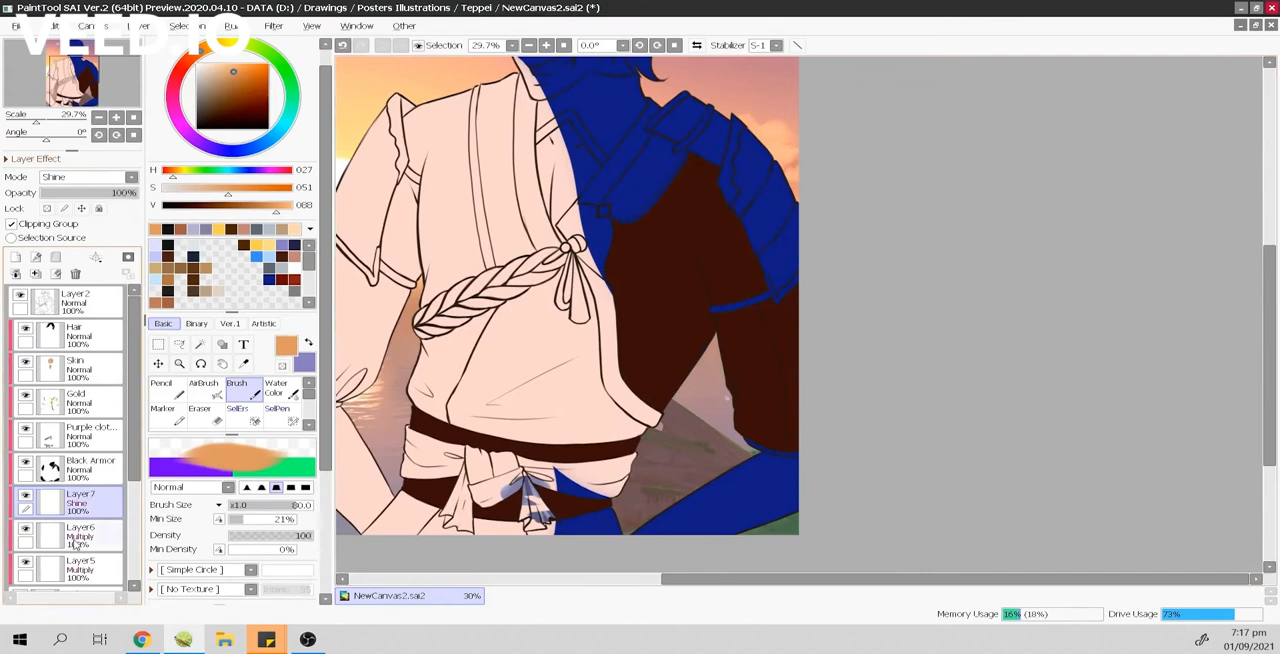 PaintTool SAI Ver.2 (64bit) Preview.2020.04.10 - DATA (D:) / Drawings / Posters Illustrations / Teppei / NewCanvas2.sai2 (*)
Window Other
VEED.IO
Selection 29.7% 0.0° Stabilizer S-1
Scale 29.7%
Angle 0°
Layer Effect
Mode Shine
Opacity 100%
Lock
Clipping Group
Selection Source
Layer2
Normal
100%
Hair
Normal
100%
Skin
Normal
100%
Gold
Normal
100%
Purple clot...
Normal
100%
Black Armor
Normal
100%
Layer7
Shine
100%
Layer6
Multiply
Layer5
Multiply
100%
H 027
S 051
V 088
Basic Binary Ver.1 Artistic
T
Pencil AirBrush Brush Water Color
Marker Eraser SelErs SelPen
Normal
Brush Size x1.0 80.0
Min Size 21%
Density 100
Min Density 0%
[ Simple Circle ]
[ No Texture ]
NewCanvas2.sai2 30%
Memory Usage 16% (18%) Drive Usage 73%
7:17 pm
01/09/2021